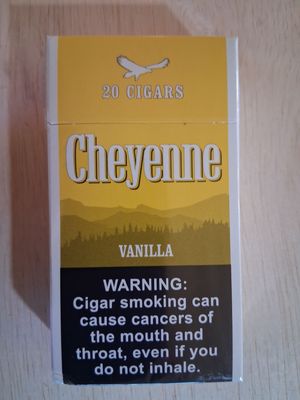 20 CIGARS
Cheyenne
VANILLA
WARNING:
Cigar smoking can
cause cancers of
the mouth and
throat, even if you
do not inhale.